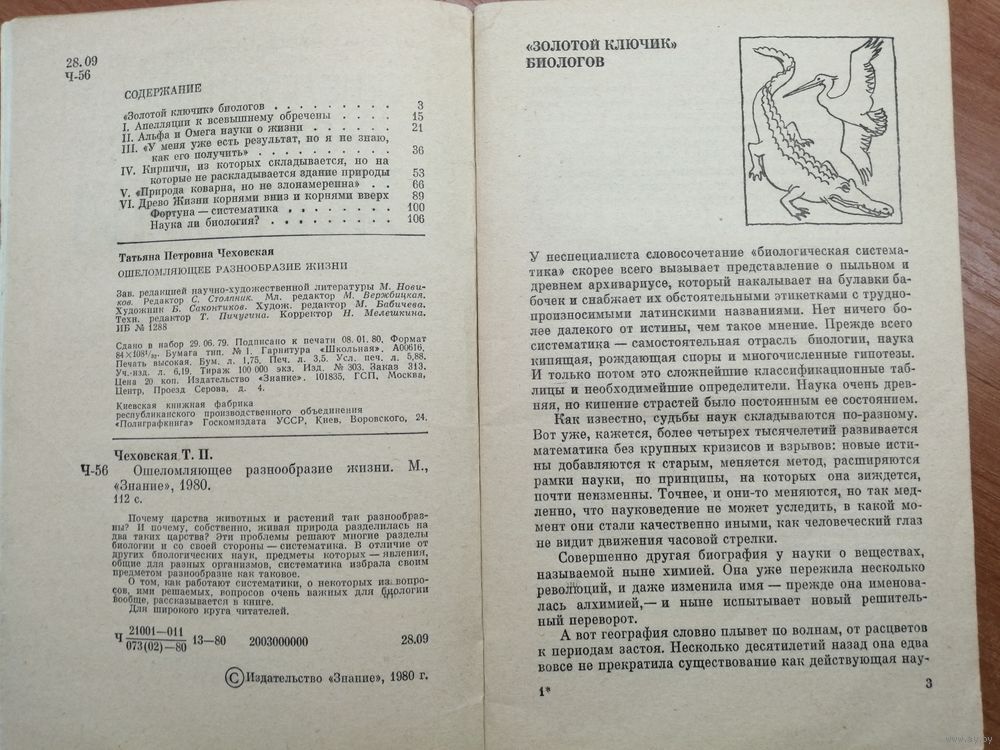 28.09
Ч-56
СОДЕРЖАНИЕ
«Золотой ключик» биологов . . . . . . . . . 3
I. Апелляции к всевышнему обречены . . . . 15
II. Альфа и Омега науки о жизни . . . . . . 21
III. «У меня уже есть результат, но я не знаю,
как его получить» . . . . . . . . . . . 36
IV. Кирпичи, из которых складывается, но на
которые не раскладывается здание природы 53
V. «Природа коварна, но не злонамеренна» . . 66
VI. Древо Жизни корнями вниз и корнями вверх 89
Фортуна — систематика . . . . . . . . 100
Наука ли биология? . . . . . . . . . 106
Татьяна Петровна Чеховская
ОШЕЛОМЛЯЮЩЕЕ РАЗНООБРАЗИЕ ЖИЗНИ
Зав. редакцией научно-художественной литературы М. Нови-
ков. Редактор С. Столпник. Мл. редактор М. Вержбицкая.
Художник Б. Саконтиков. Худож. редактор М. Бабичева.
Техн. редактор Т. Пичугина. Корректор Н. Мелешкина.
ИБ № 1288
Сдано в набор 29.06.79. Подписано к печати 08.01.80. Формат
84×108¹/₃₂. Бумага тип. № 1. Гарнитура «Школьная». А00616.
Печать высокая. Бум. л. 1,75. Печ. л. 3,5. Усл. печ. л. 5,88.
Уч.-изд. л. 6,19. Тираж 100 000 экз. Изд. № 303. Заказ 313.
Цена 20 коп. Издательство «Знание». 101835, ГСП, Москва,
Центр, Проезд Серова, д. 4.
Киевская книжная фабрика
республиканского производственного объединения
«Полиграфкнига» Госкомиздата УССР, Киев, Воровского, 24.
Чеховская Т. П.
Ч-56 Ошеломляющее разнообразие жизни. М.,
«Знание», 1980.
112 с.
Почему царства животных и растений так разнообраз-
ны? И почему, собственно, живая природа разделилась на
два таких царства? Эти проблемы решают многие разделы
биологии и со своей стороны — систематика. В отличие от
других биологических наук, предметы которых — явления,
общие для разных организмов, систематика избрала своим
предметом разнообразие как таковое.
О том, как работают систематики, о некоторых из вопро-
сов, ими решаемых, вопросов очень важных для биологии
вообще, рассказывается в книге.
Для широкого круга читателей.
Ч 21001—011
073(02)—80 13—80 2003000000 28.09
© Издательство «Знание», 1980 г.
«ЗОЛОТОЙ КЛЮЧИК»
БИОЛОГОВ
У неспециалиста словосочетание «биологическая система-
тика» скорее всего вызывает представление о пыльном и
древнем архивариусе, который накалывает на булавки ба-
бочек и снабжает их обстоятельными этикетками с трудно-
произносимыми латинскими названиями. Нет ничего бо-
лее далекого от истины, чем такое мнение. Прежде всего
систематика — самостоятельная отрасль биологии, наука
кипящая, рождающая споры и многочисленные гипотезы.
И только потом это сложнейшие классификационные таб-
лицы и необходимейшие определители. Наука очень древ-
няя, но кипение страстей было постоянным ее состоянием.
Как известно, судьбы наук складываются по-разному.
Вот уже, кажется, более четырех тысячелетий развивается
математика без крупных кризисов и взрывов: новые исти-
ны добавляются к старым, меняется метод, расширяются
рамки науки, но принципы, на которых она зиждется,
почти неизменны. Точнее, и они-то меняются, но так мед-
ленно, что науковедение не может уследить, в какой мо-
мент они стали качественно иными, как человеческий глаз
не видит движения часовой стрелки.
Совершенно другая биография у науки о веществах,
называемой ныне химией. Она уже пережила несколько
революций, и даже изменила имя — прежде она именова-
лась алхимией,— и ныне испытывает новый решитель-
ный переворот.
А вот география словно плывет по волнам, от расцветов
к периодам застоя. Несколько десятилетий назад она едва
вовсе не прекратила существование как действующая нау-
1*
3
www.ay.by